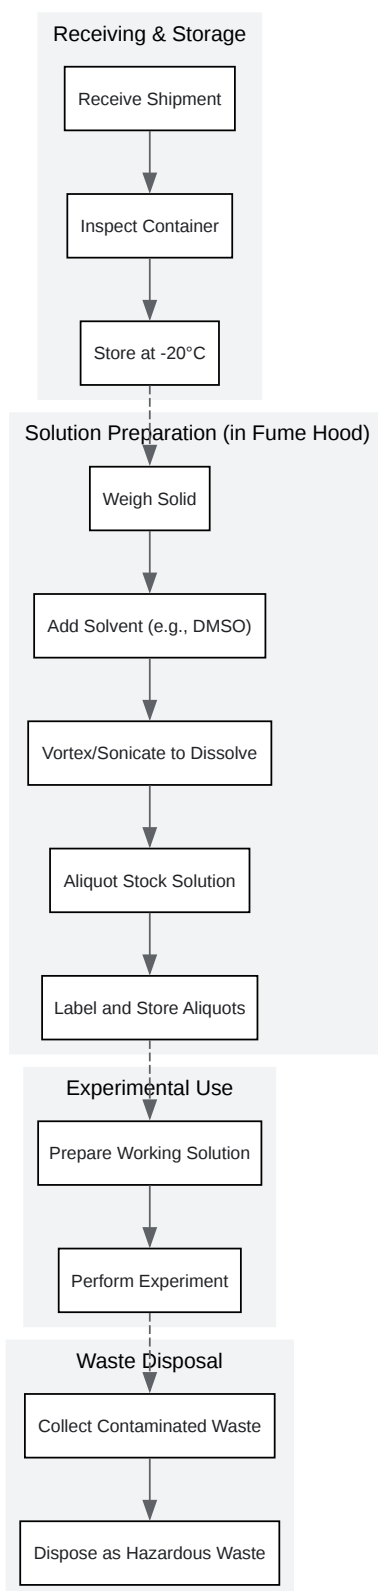 Receiving & Storage
Receive Shipment
Inspect Container
Store at -20°C
Solution Preparation (in Fume Hood)
Weigh Solid
Add Solvent (e.g., DMSO)
Vortex/Sonicate to Dissolve
Aliquot Stock Solution
Label and Store Aliquots
Experimental Use
Prepare Working Solution
Perform Experiment
Waste Disposal
Collect Contaminated Waste
Dispose as Hazardous Waste